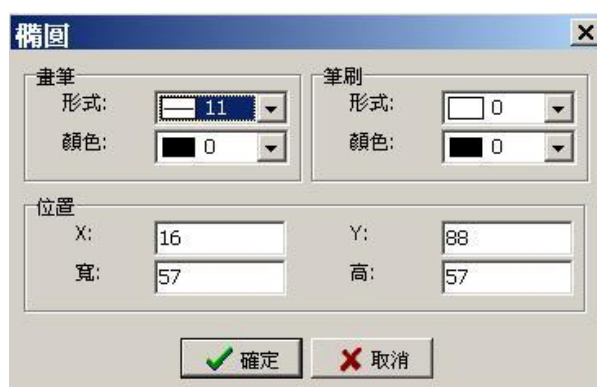 橢圓
畫筆 筆刷
形式: 11 形式: 0
顏色: 0 顏色: 0
位置
X: 16 Y: 88
寬: 57 高: 57
確定 取消